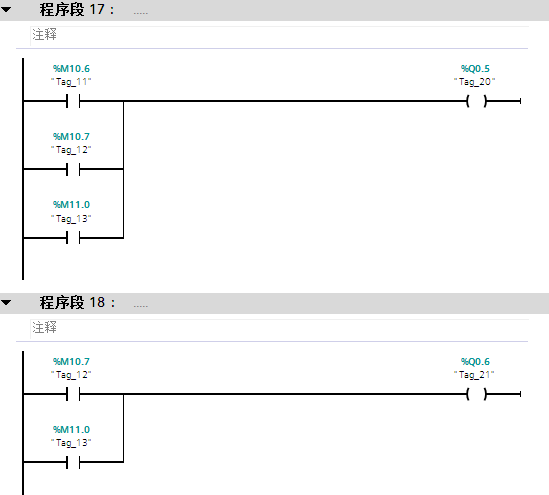 程序段 17： .....
注释
%M10.6
"Tag_11"
%Q0.5
"Tag_20"
%M10.7
"Tag_12"
%M11.0
"Tag_13"
程序段 18： .....
注释
%M10.7
"Tag_12"
%Q0.6
"Tag_21"
%M11.0
"Tag_13"